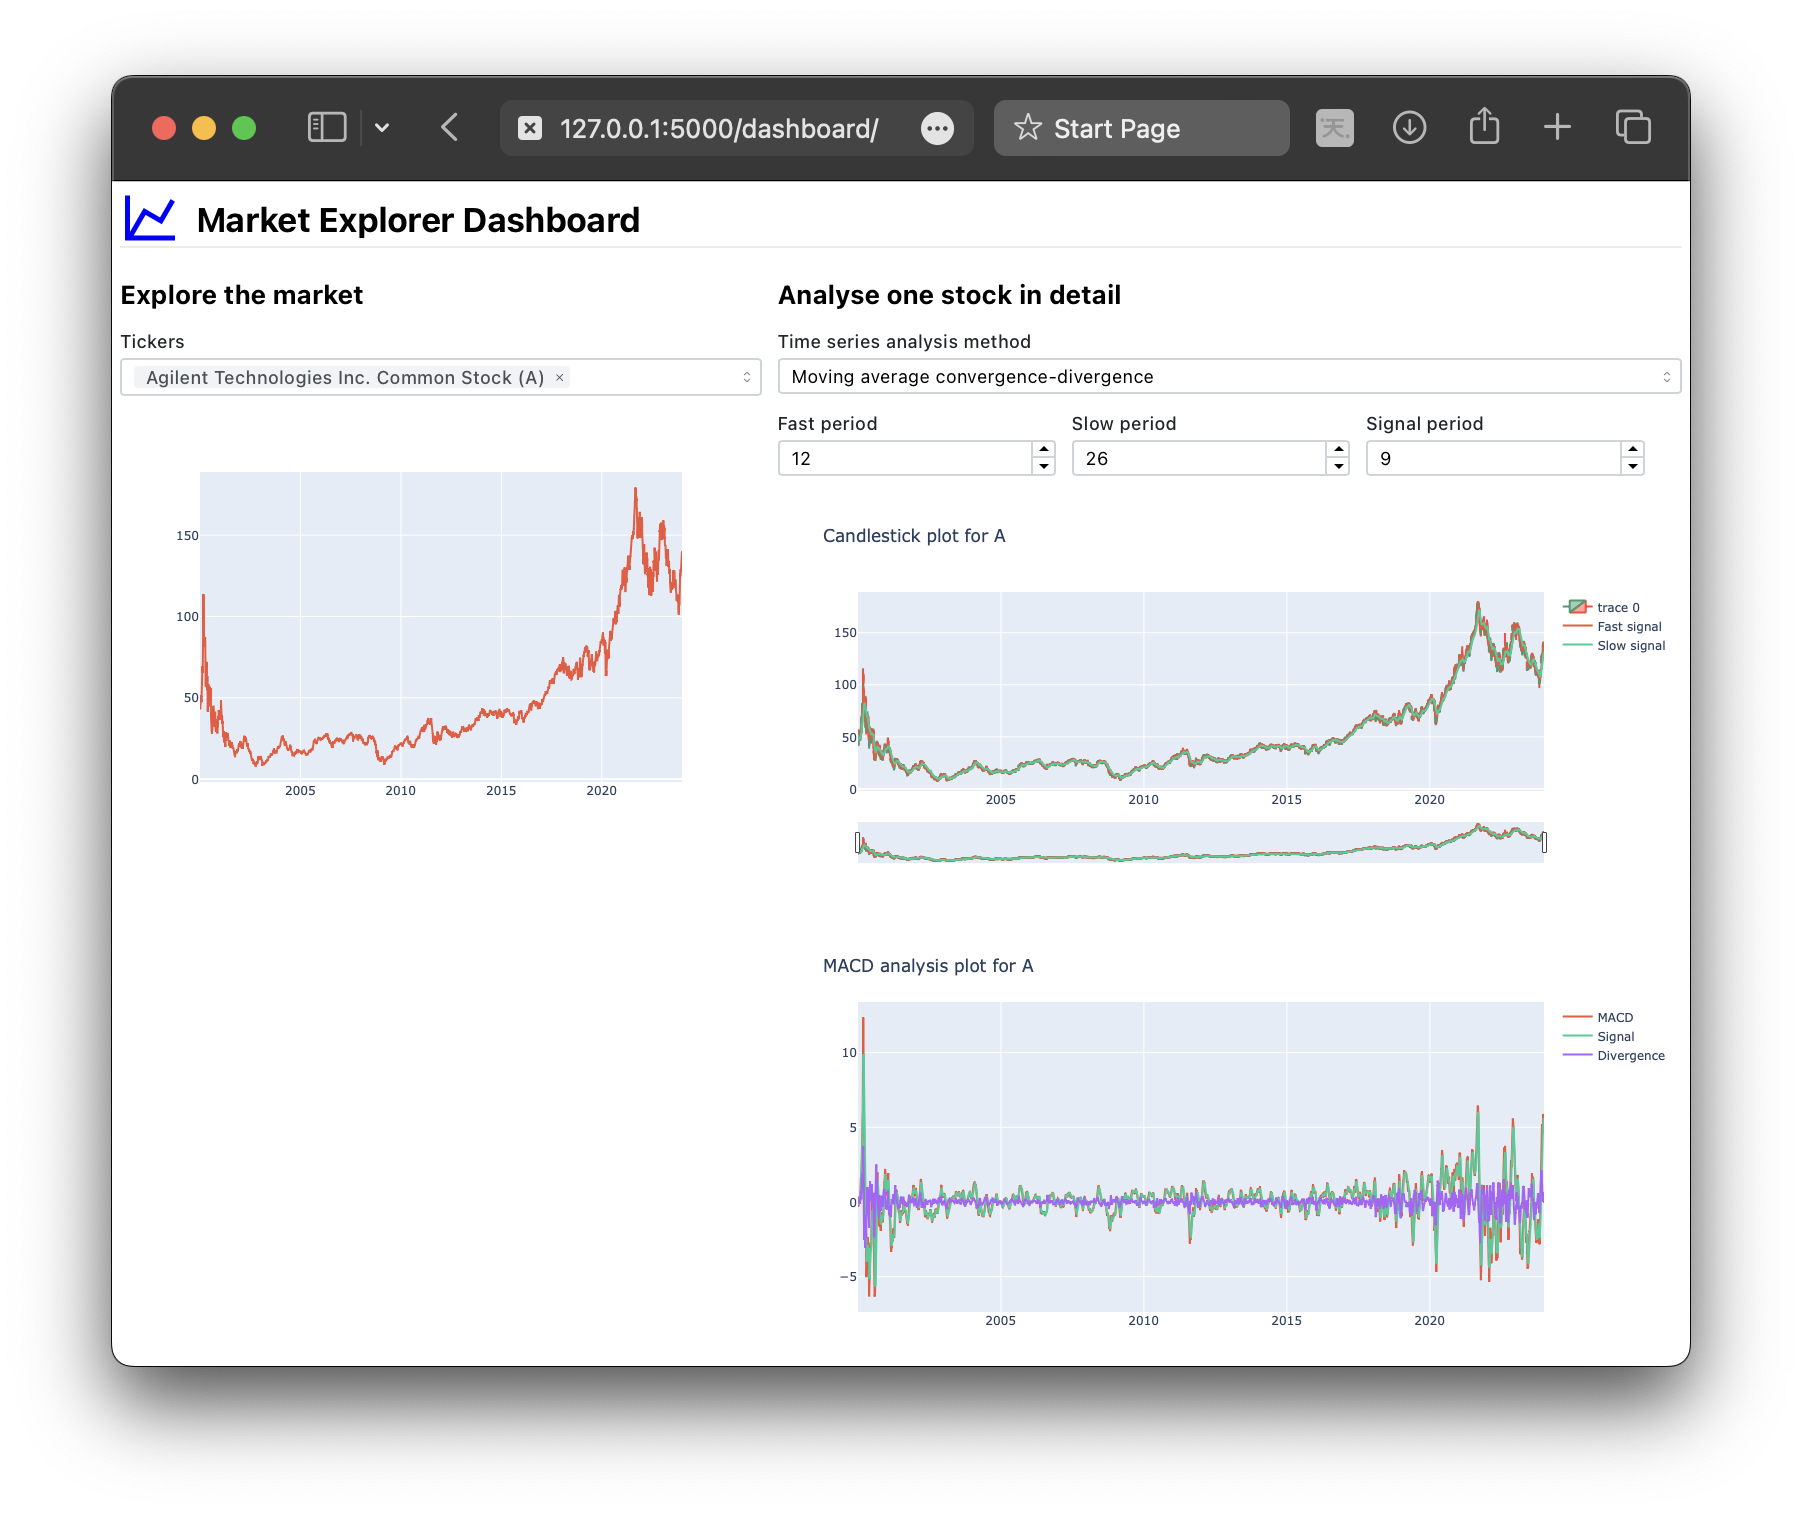 127.0.0.1:5000/dashboard/
Start Page
Market Explorer Dashboard
Explore the market
Tickers
Agilent Technologies Inc. Common Stock (A) ×
150
100
50
0
2005 2010 2015 2020
Analyse one stock in detail
Time series analysis method
Moving average convergence-divergence
Fast period Slow period Signal period
12 26 9
Candlestick plot for A
trace 0
Fast signal
Slow signal
150
100
50
0
2005 2010 2015 2020
MACD analysis plot for A
MACD
Signal
Divergence
10
5
0
−5
2005 2010 2015 2020